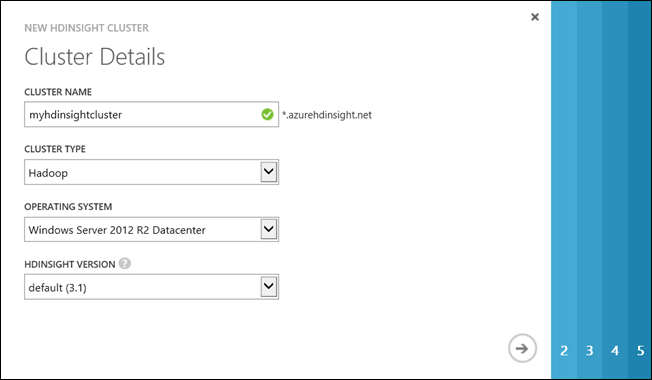 NEW HDINSIGHT CLUSTER
Cluster Details
CLUSTER NAME
myhdinsightcluster *.azurehdinsight.net
CLUSTER TYPE
Hadoop
OPERATING SYSTEM
Windows Server 2012 R2 Datacenter
HDINSIGHT VERSION ?
default (3.1)
2 3 4 5